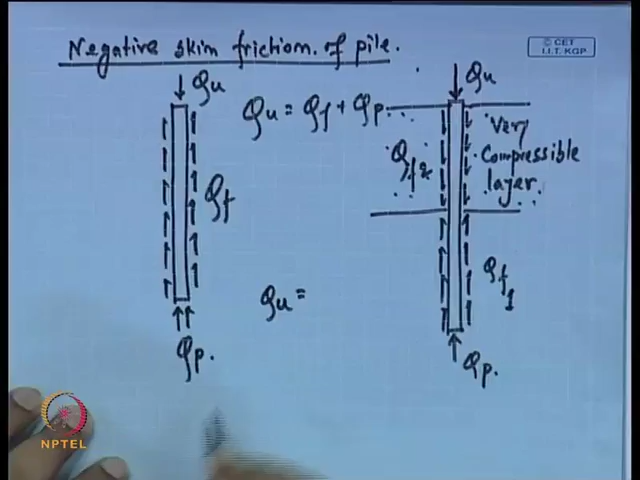 Negative skim friction. of pile.
© CET
I.I.T. KGP
Qu
Qu = Qf + Qp.
Qu
Qf
Qf2
Very
Compressible
layer.
Qu =
Qf1
Qp.
Qp.
NPTEL